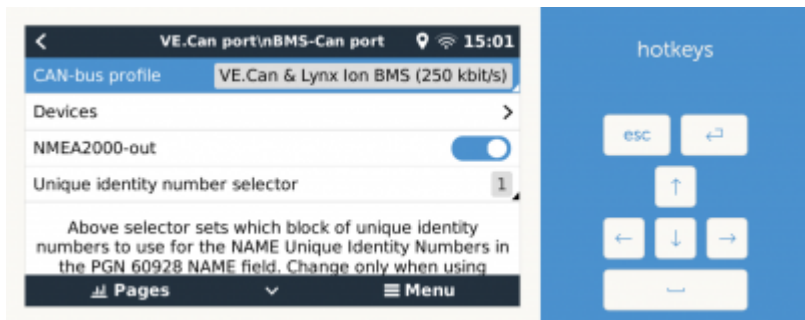 VE.Can port\nBMS-Can port 15:01
CAN-bus profile VE.Can & Lynx Ion BMS (250 kbit/s)
Devices
NMEA2000-out
Unique identity number selector 1
Above selector sets which block of unique identity
numbers to use for the NAME Unique Identity Numbers in
the PGN 60928 NAME field. Change only when using
Pages Menu
hotkeys
esc